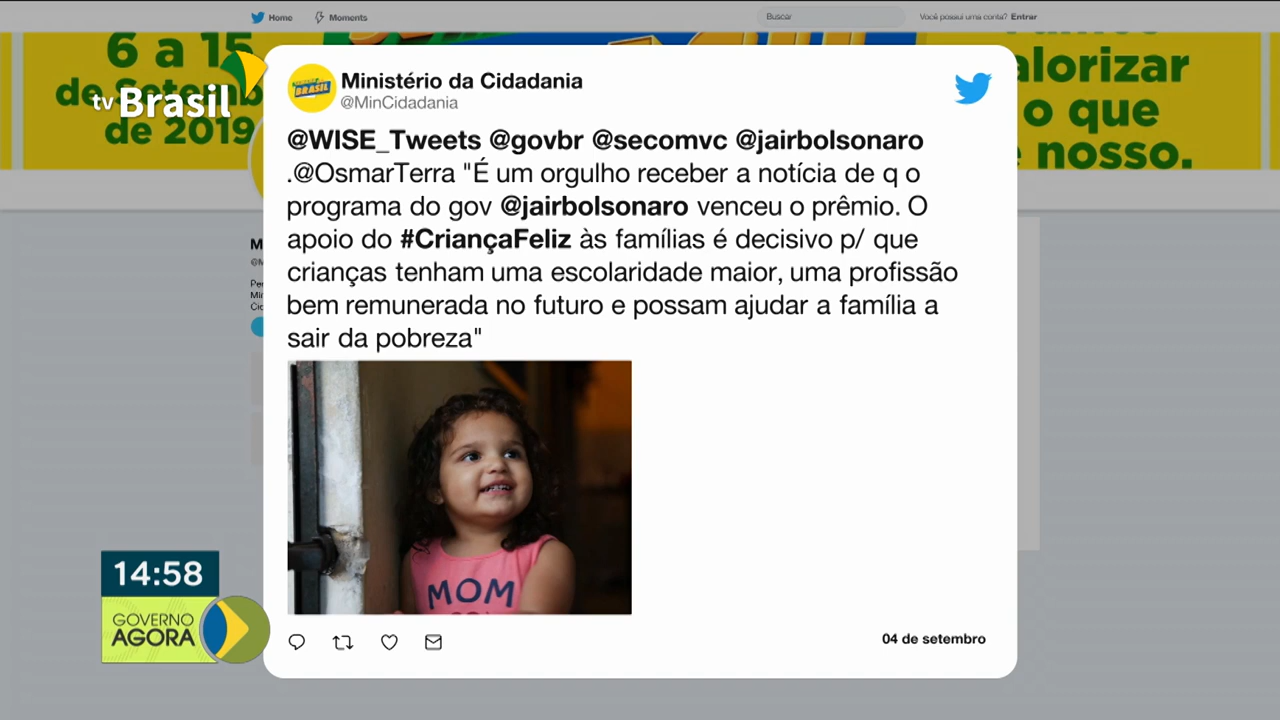 Home
Moments
Buscar
Você possui uma conta? Entrar
6 a 15
de Setemb
de 2019
tv Brasil
alorizar
o que
nosso.
Ministério da Cidadania
@MinCidadania
@WISE_Tweets @govbr @secomvc @jairbolsonaro
.@OsmarTerra "É um orgulho receber a notícia de q o
programa do gov @jairbolsonaro venceu o prêmio. O
apoio do #CriançaFeliz às famílias é decisivo p/ que
crianças tenham uma escolaridade maior, uma profissão
bem remunerada no futuro e possam ajudar a família a
sair da pobreza"
MOM
04 de setembro
14:58
GOVERNO
AGORA